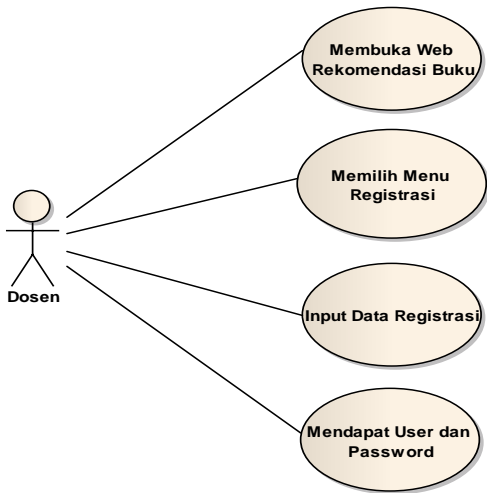 Membuka Web
Rekomendasi Buku
Memilih Menu
Registrasi
Dosen
Input Data Registrasi
Mendapat User dan
Password